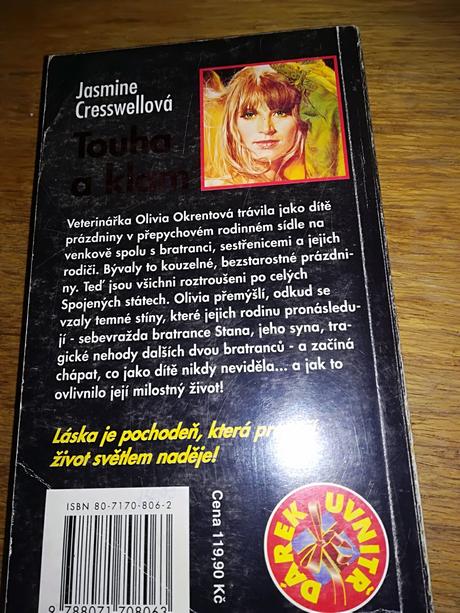 Jasmine
Cresswellová
Touha
a klam
Veterinářka Olivia Okrentová trávila jako dítě
prázdniny v přepychovém rodinném sídle na
venkově spolu s bratranci, sestřenicemi a jejich
rodiči. Bývaly to kouzelné, bezstarostné prázdni-
ny. Teď jsou všichni roztroušeni po celých
Spojených státech. Olivia přemýšlí, odkud se
vzaly temné stíny, které jejich rodinu pronásledu-
jí - sebevražda bratrance Stana, jeho syna, tra-
gické nehody dalších dvou bratranců - a začíná
chápat, co jako dítě nikdy neviděla... a jak to
ovlivnilo její milostný život!
Láska je pochodeň, která
život světlem naděje!
ISBN 80-7170-806-2
9 788071 708063
Cena 119,90 Kč
DÁREK UVNITŘ